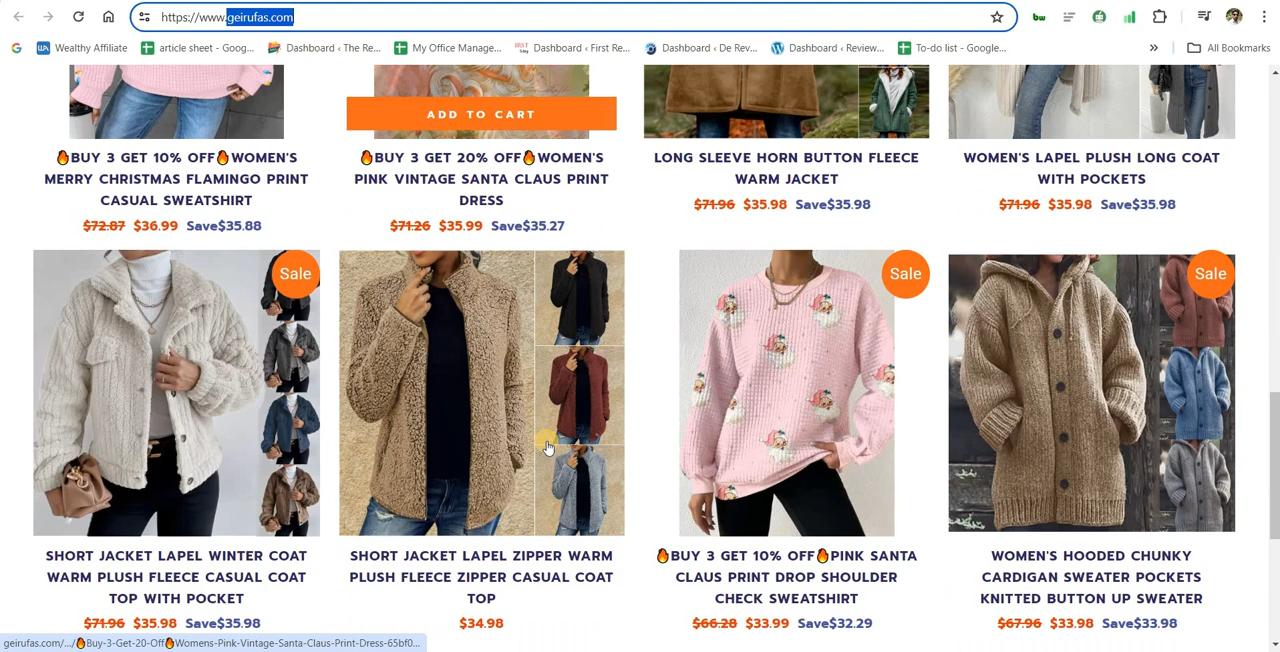 https://www.geirufas.com
Wealthy Affiliate
article sheet - Goog...
Dashboard ‹ The Re...
My Office Manage...
Dashboard ‹ First Re...
Dashboard ‹ De Rev...
Dashboard ‹ Review...
To-do list - Google...
»
All Bookmarks
ADD TO CART
🔥BUY 3 GET 10% OFF🔥WOMEN'S
MERRY CHRISTMAS FLAMINGO PRINT
CASUAL SWEATSHIRT
$72.87 $36.99 Save$35.88
🔥BUY 3 GET 20% OFF🔥WOMEN'S
PINK VINTAGE SANTA CLAUS PRINT
DRESS
$71.26 $35.99 Save$35.27
LONG SLEEVE HORN BUTTON FLEECE
WARM JACKET
$71.96 $35.98 Save$35.98
WOMEN'S LAPEL PLUSH LONG COAT
WITH POCKETS
$71.96 $35.98 Save$35.98
Sale
Sale
Sale
SHORT JACKET LAPEL WINTER COAT
WARM PLUSH FLEECE CASUAL COAT
TOP WITH POCKET
$71.96 $35.98 Save$35.98
SHORT JACKET LAPEL ZIPPER WARM
PLUSH FLEECE ZIPPER CASUAL COAT
TOP
$34.98
🔥BUY 3 GET 10% OFF🔥PINK SANTA
CLAUS PRINT DROP SHOULDER
CHECK SWEATSHIRT
$66.28 $33.99 Save$32.29
WOMEN'S HOODED CHUNKY
CARDIGAN SWEATER POCKETS
KNITTED BUTTON UP SWEATER
$67.96 $33.98 Save$33.98
geirufas.com/.../🔥Buy-3-Get-20-Off🔥Womens-Pink-Vintage-Santa-Claus-Print-Dress-65bf0...